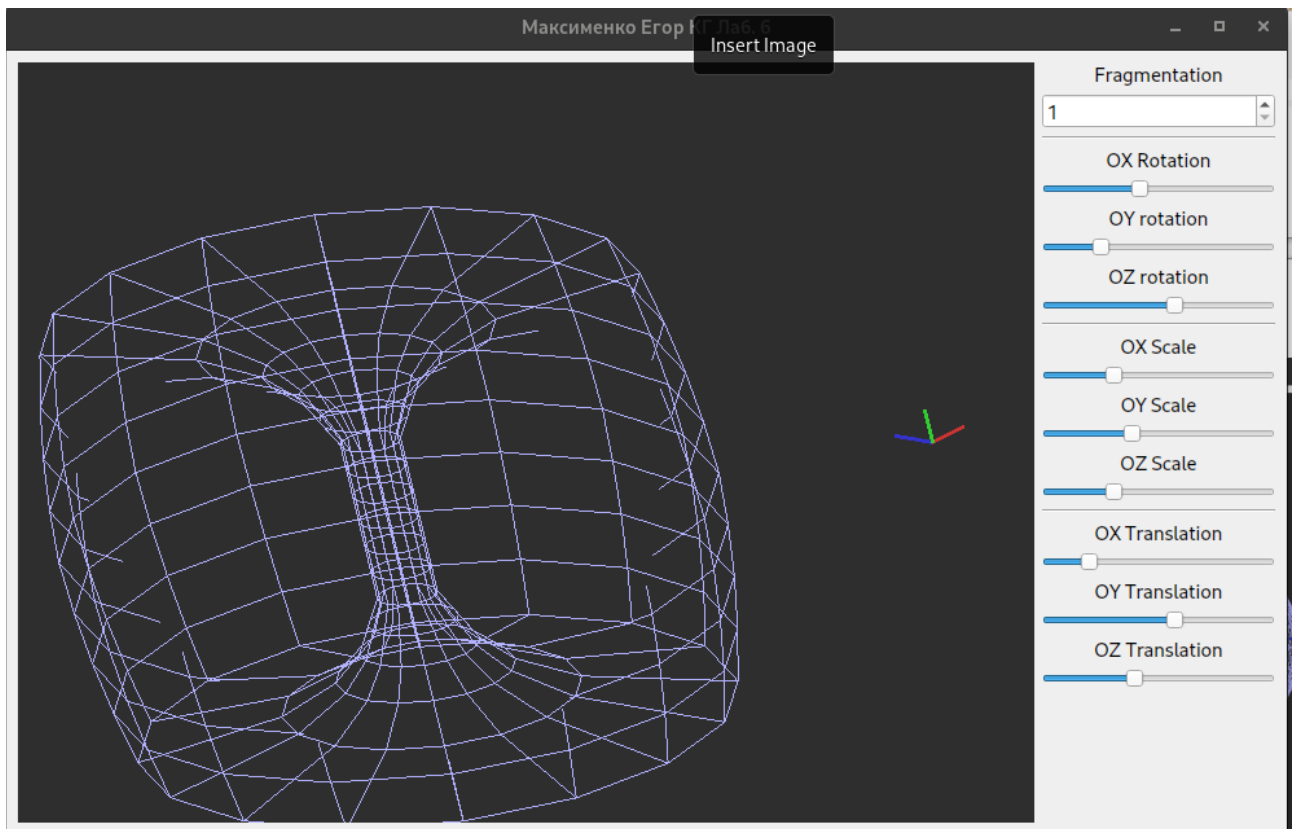 Максименко Егор КГ Лаб. 6
Insert Image
Fragmentation
1
OX Rotation
OY rotation
OZ rotation
OX Scale
OY Scale
OZ Scale
OX Translation
OY Translation
OZ Translation